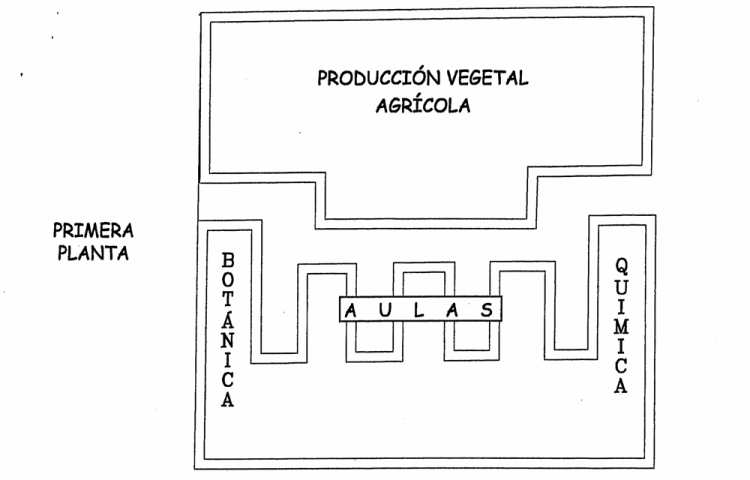 PRODUCCIÓN VEGETAL
AGRÍCOLA
PRIMERA
PLANTA
BOTÁNICA
AULAS
QUIMICA